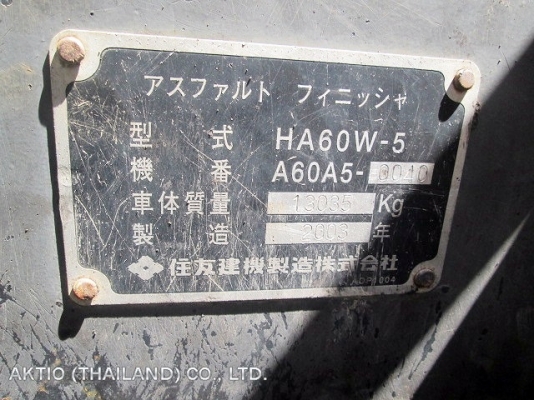 アスファルト フィニッシャ
型 式 HA60W-5
機 番 A60A5-0010
車体質量 13035 Kg
製 造 2003 年
住友建機製造株式会社
AKTIO (THAILAND) CO., LTD.